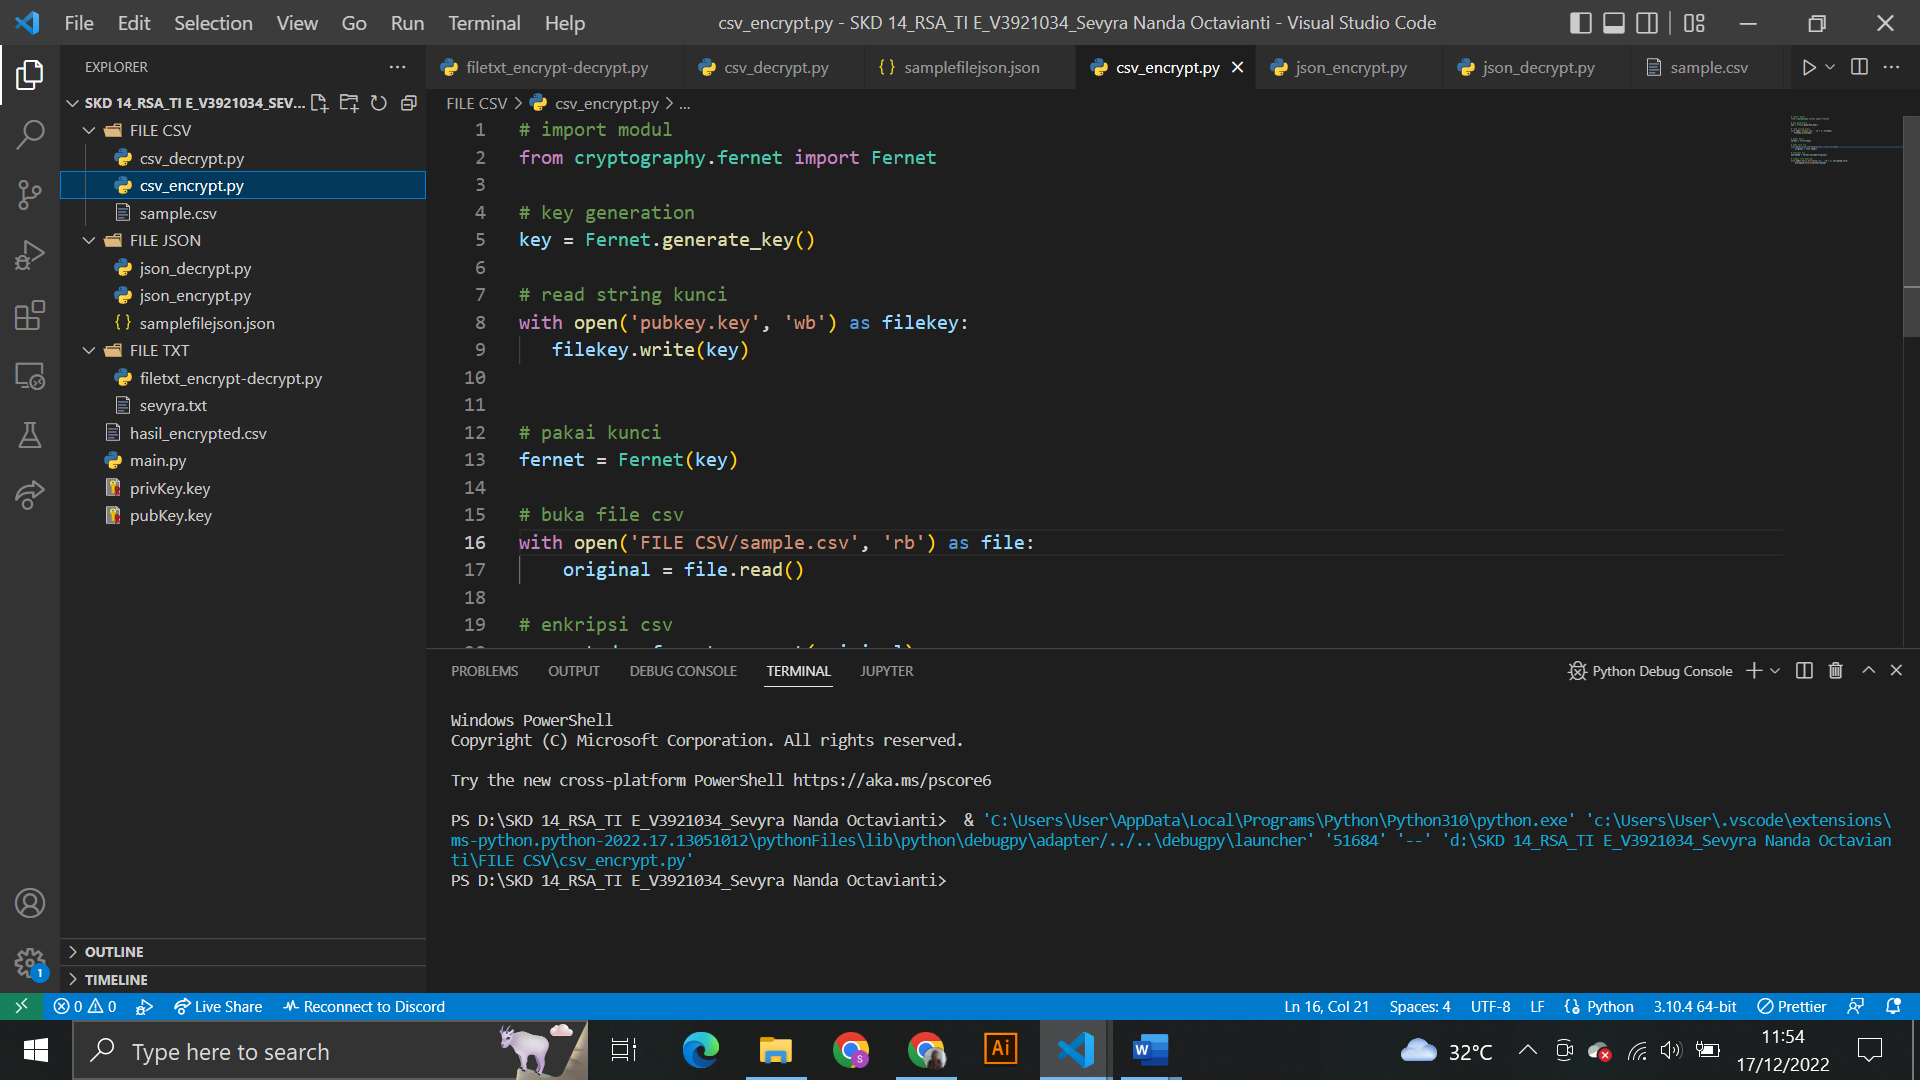 File Edit Selection View Go Run Terminal Help csv_encrypt.py - SKD 14_RSA_TI E_V3921034_Sevyra Nanda Octavianti - Visual Studio Code
EXPLORER
filetxt_encrypt-decrypt.py csv_decrypt.py {} samplefilejson.json csv_encrypt.py json_encrypt.py json_decrypt.py sample.csv
SKD 14_RSA_TI E_V3921034_SEV...
FILE CSV > csv_encrypt.py > ...
FILE CSV
csv_decrypt.py
csv_encrypt.py
sample.csv
FILE JSON
json_decrypt.py
json_encrypt.py
{} samplefilejson.json
FILE TXT
filetxt_encrypt-decrypt.py
sevyra.txt
hasil_encrypted.csv
main.py
privKey.key
pubKey.key
OUTLINE
TIMELINE
1 # import modul
2 from cryptography.fernet import Fernet
3
4 # key generation
5 key = Fernet.generate_key()
6
7 # read string kunci
8 with open('pubkey.key', 'wb') as filekey:
9 filekey.write(key)
10
11
12 # pakai kunci
13 fernet = Fernet(key)
14
15 # buka file csv
16 with open('FILE CSV/sample.csv', 'rb') as file:
17 original = file.read()
18
19 # enkripsi csv
PROBLEMS OUTPUT DEBUG CONSOLE TERMINAL JUPYTER Python Debug Console
Windows PowerShell
Copyright (C) Microsoft Corporation. All rights reserved.
Try the new cross-platform PowerShell https://aka.ms/pscore6
PS D:\SKD 14_RSA_TI E_V3921034_Sevyra Nanda Octavianti> & 'C:\Users\User\AppData\Local\Programs\Python\Python310\python.exe' 'c:\Users\User\.vscode\extensions\
ms-python.python-2022.17.13051012\pythonFiles\lib\python\debugpy\adapter/../..\debugpy\launcher' '51684' '--' 'd:\SKD 14_RSA_TI E_V3921034_Sevyra Nanda Octavian
ti\FILE CSV\csv_encrypt.py'
PS D:\SKD 14_RSA_TI E_V3921034_Sevyra Nanda Octavianti>
1
0 0 Live Share Reconnect to Discord Ln 16, Col 21 Spaces: 4 UTF-8 LF Python 3.10.4 64-bit Prettier
Type here to search S Ai W 32°C 11:54
17/12/2022